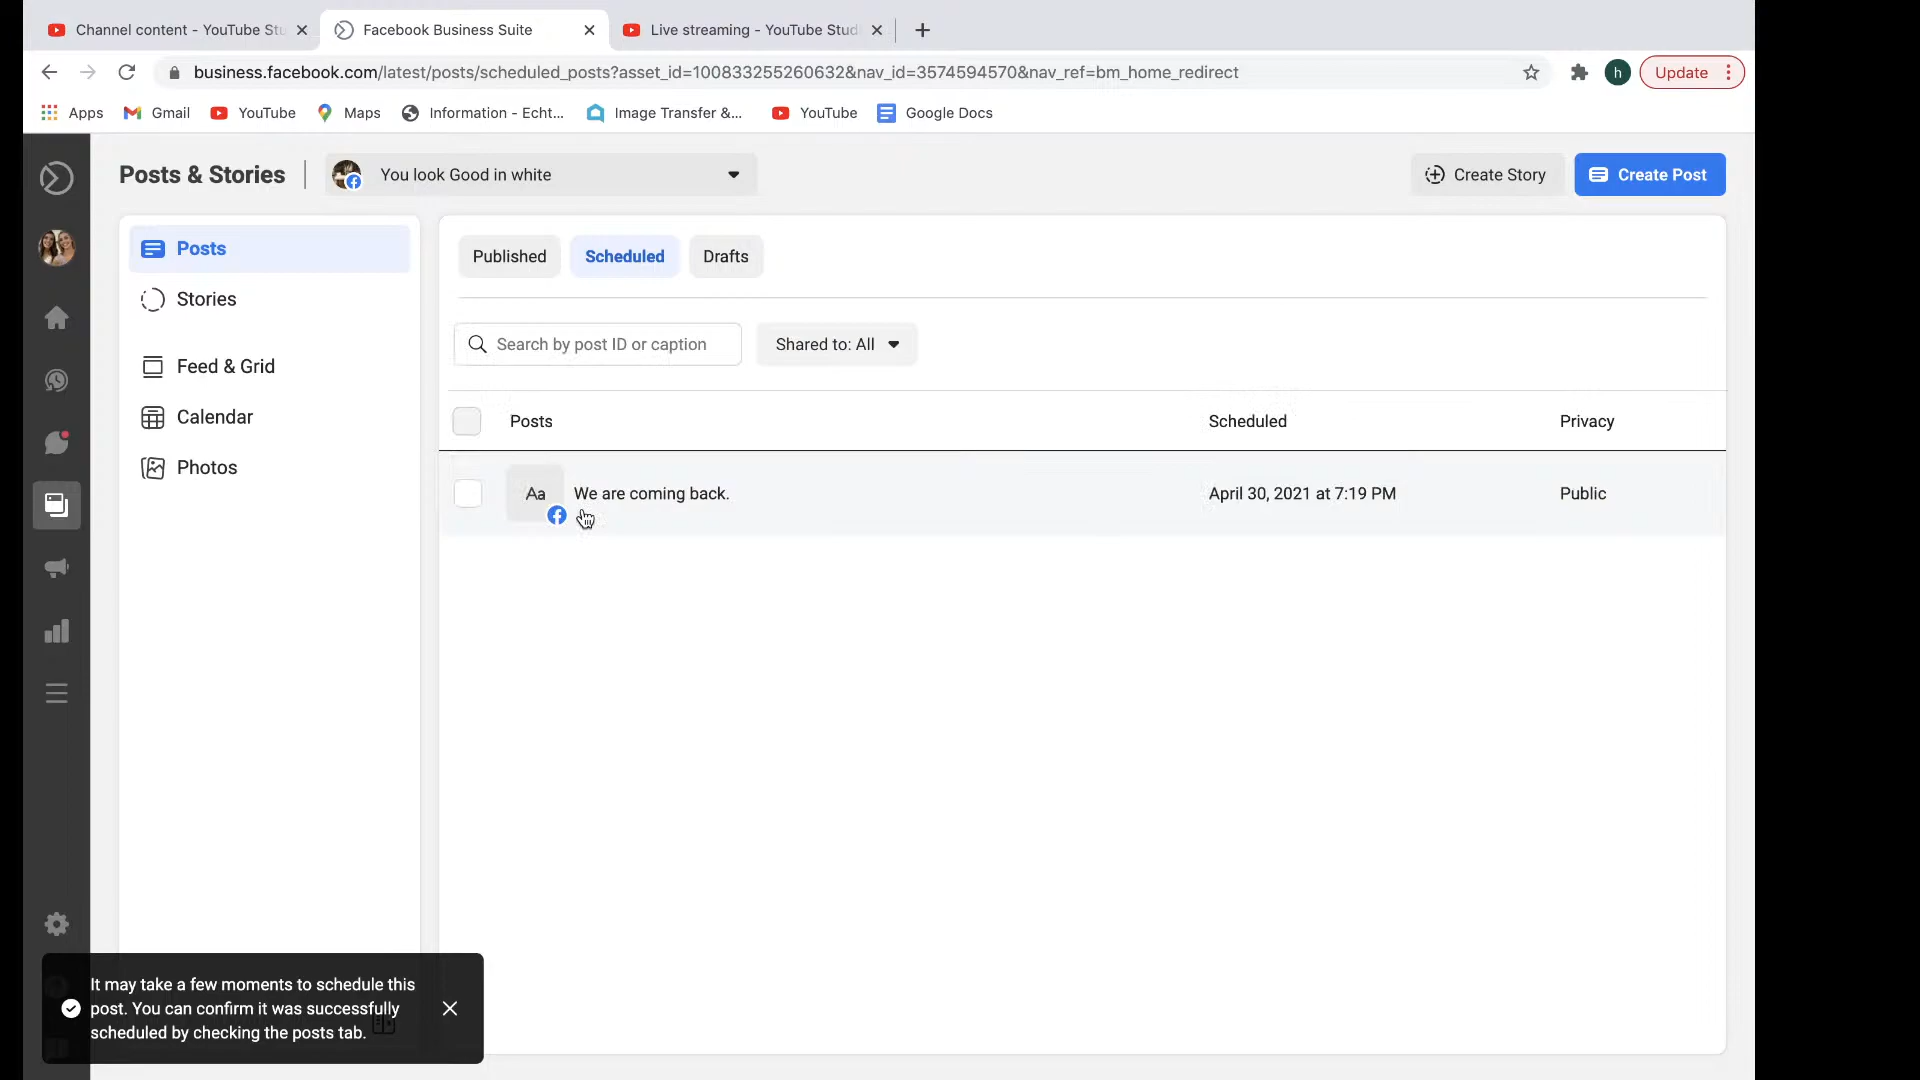 Channel content - YouTube Stu
Facebook Business Suite
Live streaming - YouTube Stud
business.facebook.com/latest/posts/scheduled_posts?asset_id=100833255260632&nav_id=3574594570&nav_ref=bm_home_redirect
h
Update
Apps
Gmail
YouTube
Maps
Information - Echt...
Image Transfer &...
YouTube
Google Docs
Posts & Stories
You look Good in white
Create Story
Create Post
Posts
Stories
Feed & Grid
Calendar
Photos
Published
Scheduled
Drafts
Search by post ID or caption
Shared to: All
Posts
Scheduled
Privacy
Aa
We are coming back.
April 30, 2021 at 7:19 PM
Public
It may take a few moments to schedule this
post. You can confirm it was successfully
scheduled by checking the posts tab.